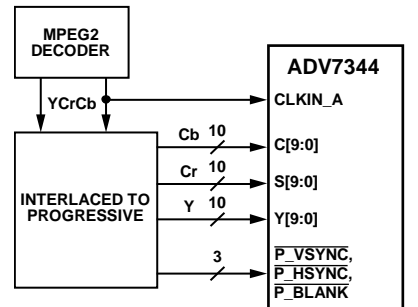 MPEG2
DECODER
YCrCb
INTERLACED TO
PROGRESSIVE
Cb 10
Cr 10
Y 10
3
ADV7344
CLKIN_A
C[9:0]
S[9:0]
Y[9:0]
P_VSYNC,
P_HSYNC,
P_BLANK